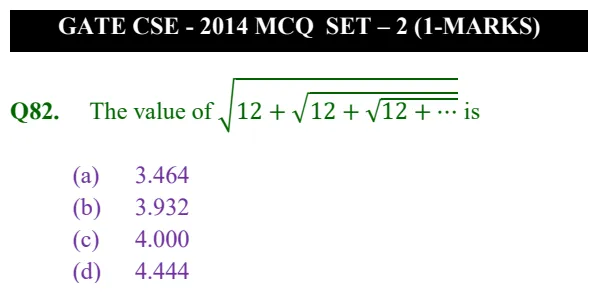 GATE CSE - 2014 MCQ SET – 2 (1-MARKS)
Q82. The value of √(12 + √(12 + √(12 + ⋯))) is
(a) 3.464
(b) 3.932
(c) 4.000
(d) 4.444